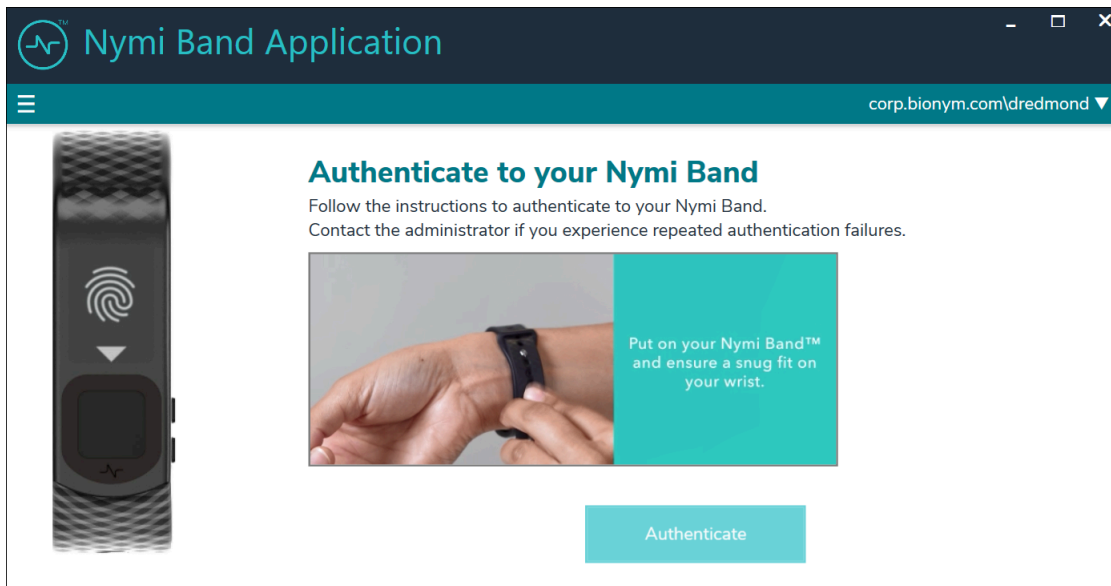 Nymi Band Application
TM
corp.bionym.com\dredmond ▼
Authenticate to your Nymi Band
Follow the instructions to authenticate to your Nymi Band.
Contact the administrator if you experience repeated authentication failures.
Put on your Nymi Band™
and ensure a snug fit on
your wrist.
Authenticate